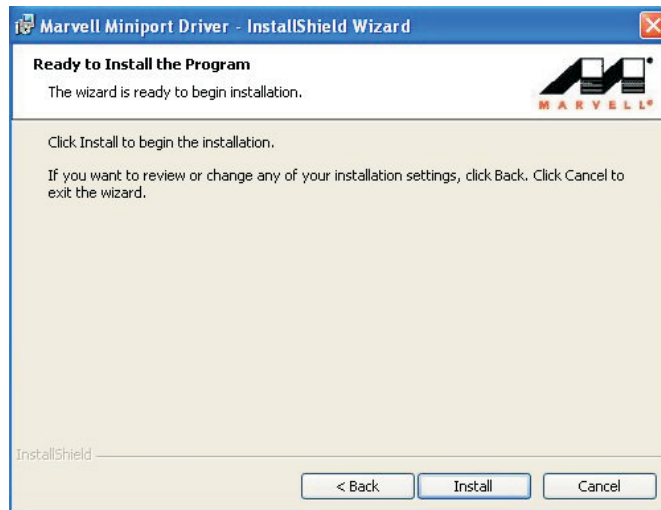 Marvell Miniport Driver - InstallShield Wizard
Ready to Install the Program
The wizard is ready to begin installation.
MARVELL®
Click Install to begin the installation.
If you want to review or change any of your installation settings, click Back. Click Cancel to
exit the wizard.
InstallShield
< Back
Install
Cancel